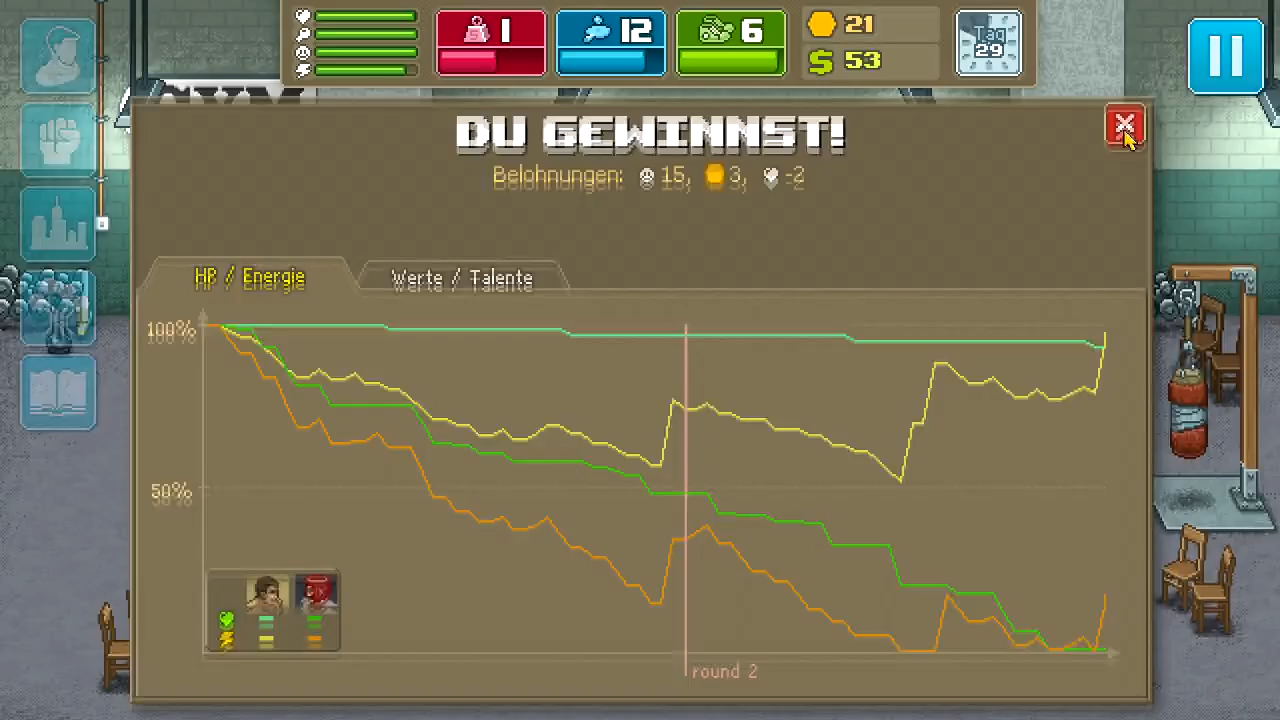 1 12 6 21
53
Tag
29
DU GEWINNST!
Belohnungen: 15, 3, -2
HP / Energie Werte / Talente
100%
50%
round 2